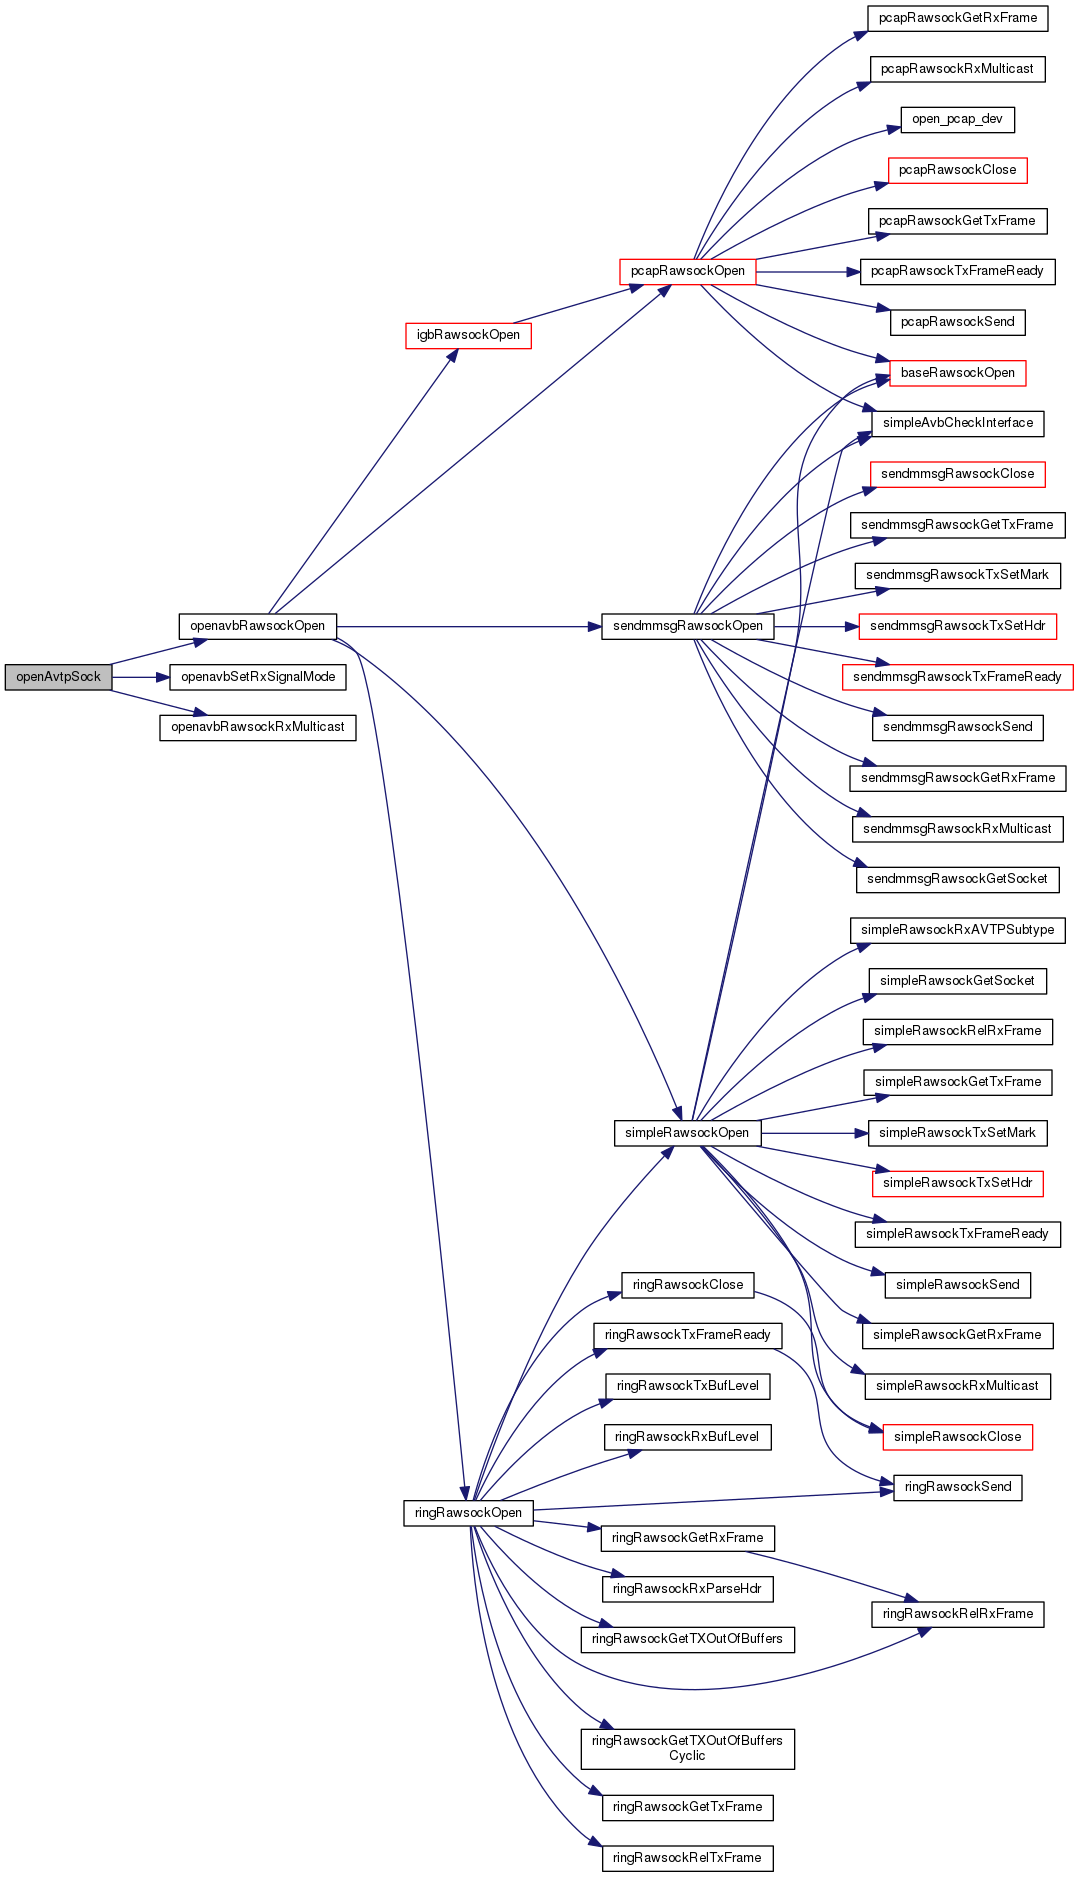 pcapRawsockGetRxFrame
pcapRawsockRxMulticast
open_pcap_dev
pcapRawsockClose
pcapRawsockGetTxFrame
pcapRawsockOpen
pcapRawsockTxFrameReady
pcapRawsockSend
igbRawsockOpen
baseRawsockOpen
simpleAvbCheckInterface
sendmmsgRawsockClose
sendmmsgRawsockGetTxFrame
sendmmsgRawsockTxSetMark
openavbRawsockOpen
sendmmsgRawsockOpen
sendmmsgRawsockTxSetHdr
openAvtpSock
openavbSetRxSignalMode
sendmmsgRawsockTxFrameReady
openavbRawsockRxMulticast
sendmmsgRawsockSend
sendmmsgRawsockGetRxFrame
sendmmsgRawsockRxMulticast
sendmmsgRawsockGetSocket
simpleRawsockRxAVTPSubtype
simpleRawsockGetSocket
simpleRawsockRelRxFrame
simpleRawsockGetTxFrame
simpleRawsockOpen
simpleRawsockTxSetMark
simpleRawsockTxSetHdr
simpleRawsockTxFrameReady
ringRawsockClose
simpleRawsockSend
ringRawsockTxFrameReady
simpleRawsockGetRxFrame
ringRawsockTxBufLevel
simpleRawsockRxMulticast
ringRawsockRxBufLevel
simpleRawsockClose
ringRawsockSend
ringRawsockOpen
ringRawsockGetRxFrame
ringRawsockRxParseHdr
ringRawsockRelRxFrame
ringRawsockGetTXOutOfBuffers
ringRawsockGetTXOutOfBuffers
Cyclic
ringRawsockGetTxFrame
ringRawsockRelTxFrame